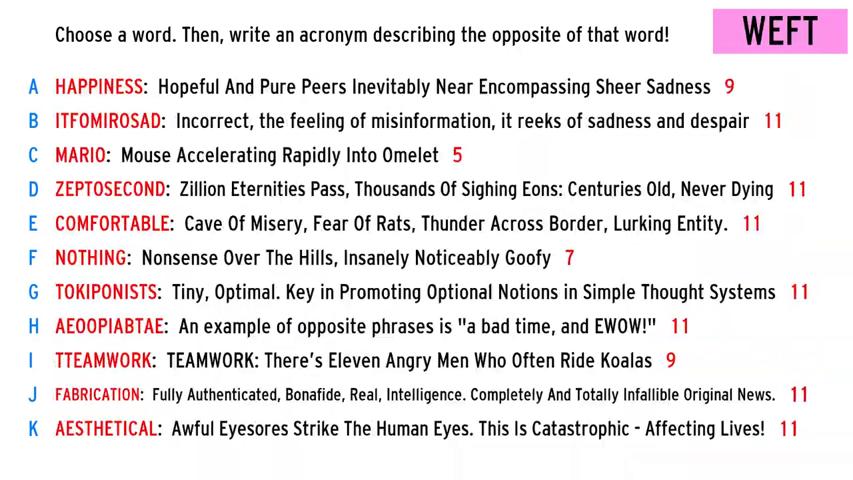 Choose a word. Then, write an acronym describing the opposite of that word!
WEFT
A HAPPINESS: Hopeful And Pure Peers Inevitably Near Encompassing Sheer Sadness 9
B ITFOMIROSAD: Incorrect, the feeling of misinformation, it reeks of sadness and despair 11
C MARIO: Mouse Accelerating Rapidly Into Omelet 5
D ZEPTOSECOND: Zillion Eternities Pass, Thousands Of Sighing Eons: Centuries Old, Never Dying 11
E COMFORTABLE: Cave Of Misery, Fear Of Rats, Thunder Across Border, Lurking Entity. 11
F NOTHING: Nonsense Over The Hills, Insanely Noticeably Goofy 7
G TOKIPONISTS: Tiny, Optimal. Key in Promoting Optional Notions in Simple Thought Systems 11
H AEOOPIABTAE: An example of opposite phrases is "a bad time, and EWOW!" 11
I TTEAMWORK: TEAMWORK: There's Eleven Angry Men Who Often Ride Koalas 9
J FABRICATION: Fully Authenticated, Bonafide, Real, Intelligence. Completely And Totally Infallible Original News. 11
K AESTHETICAL: Awful Eyesores Strike The Human Eyes. This Is Catastrophic - Affecting Lives! 11